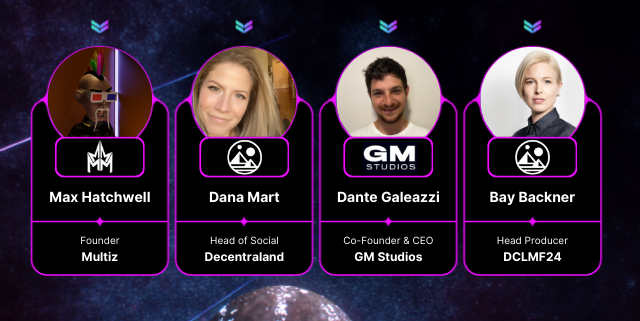 Max Hatchwell
Founder
Multiz
Dana Mart
Head of Social
Decentraland
GM
STUDIOS
Dante Galeazzi
Co-Founder & CEO
GM Studios
Bay Backner
Head Producer
DCLMF24